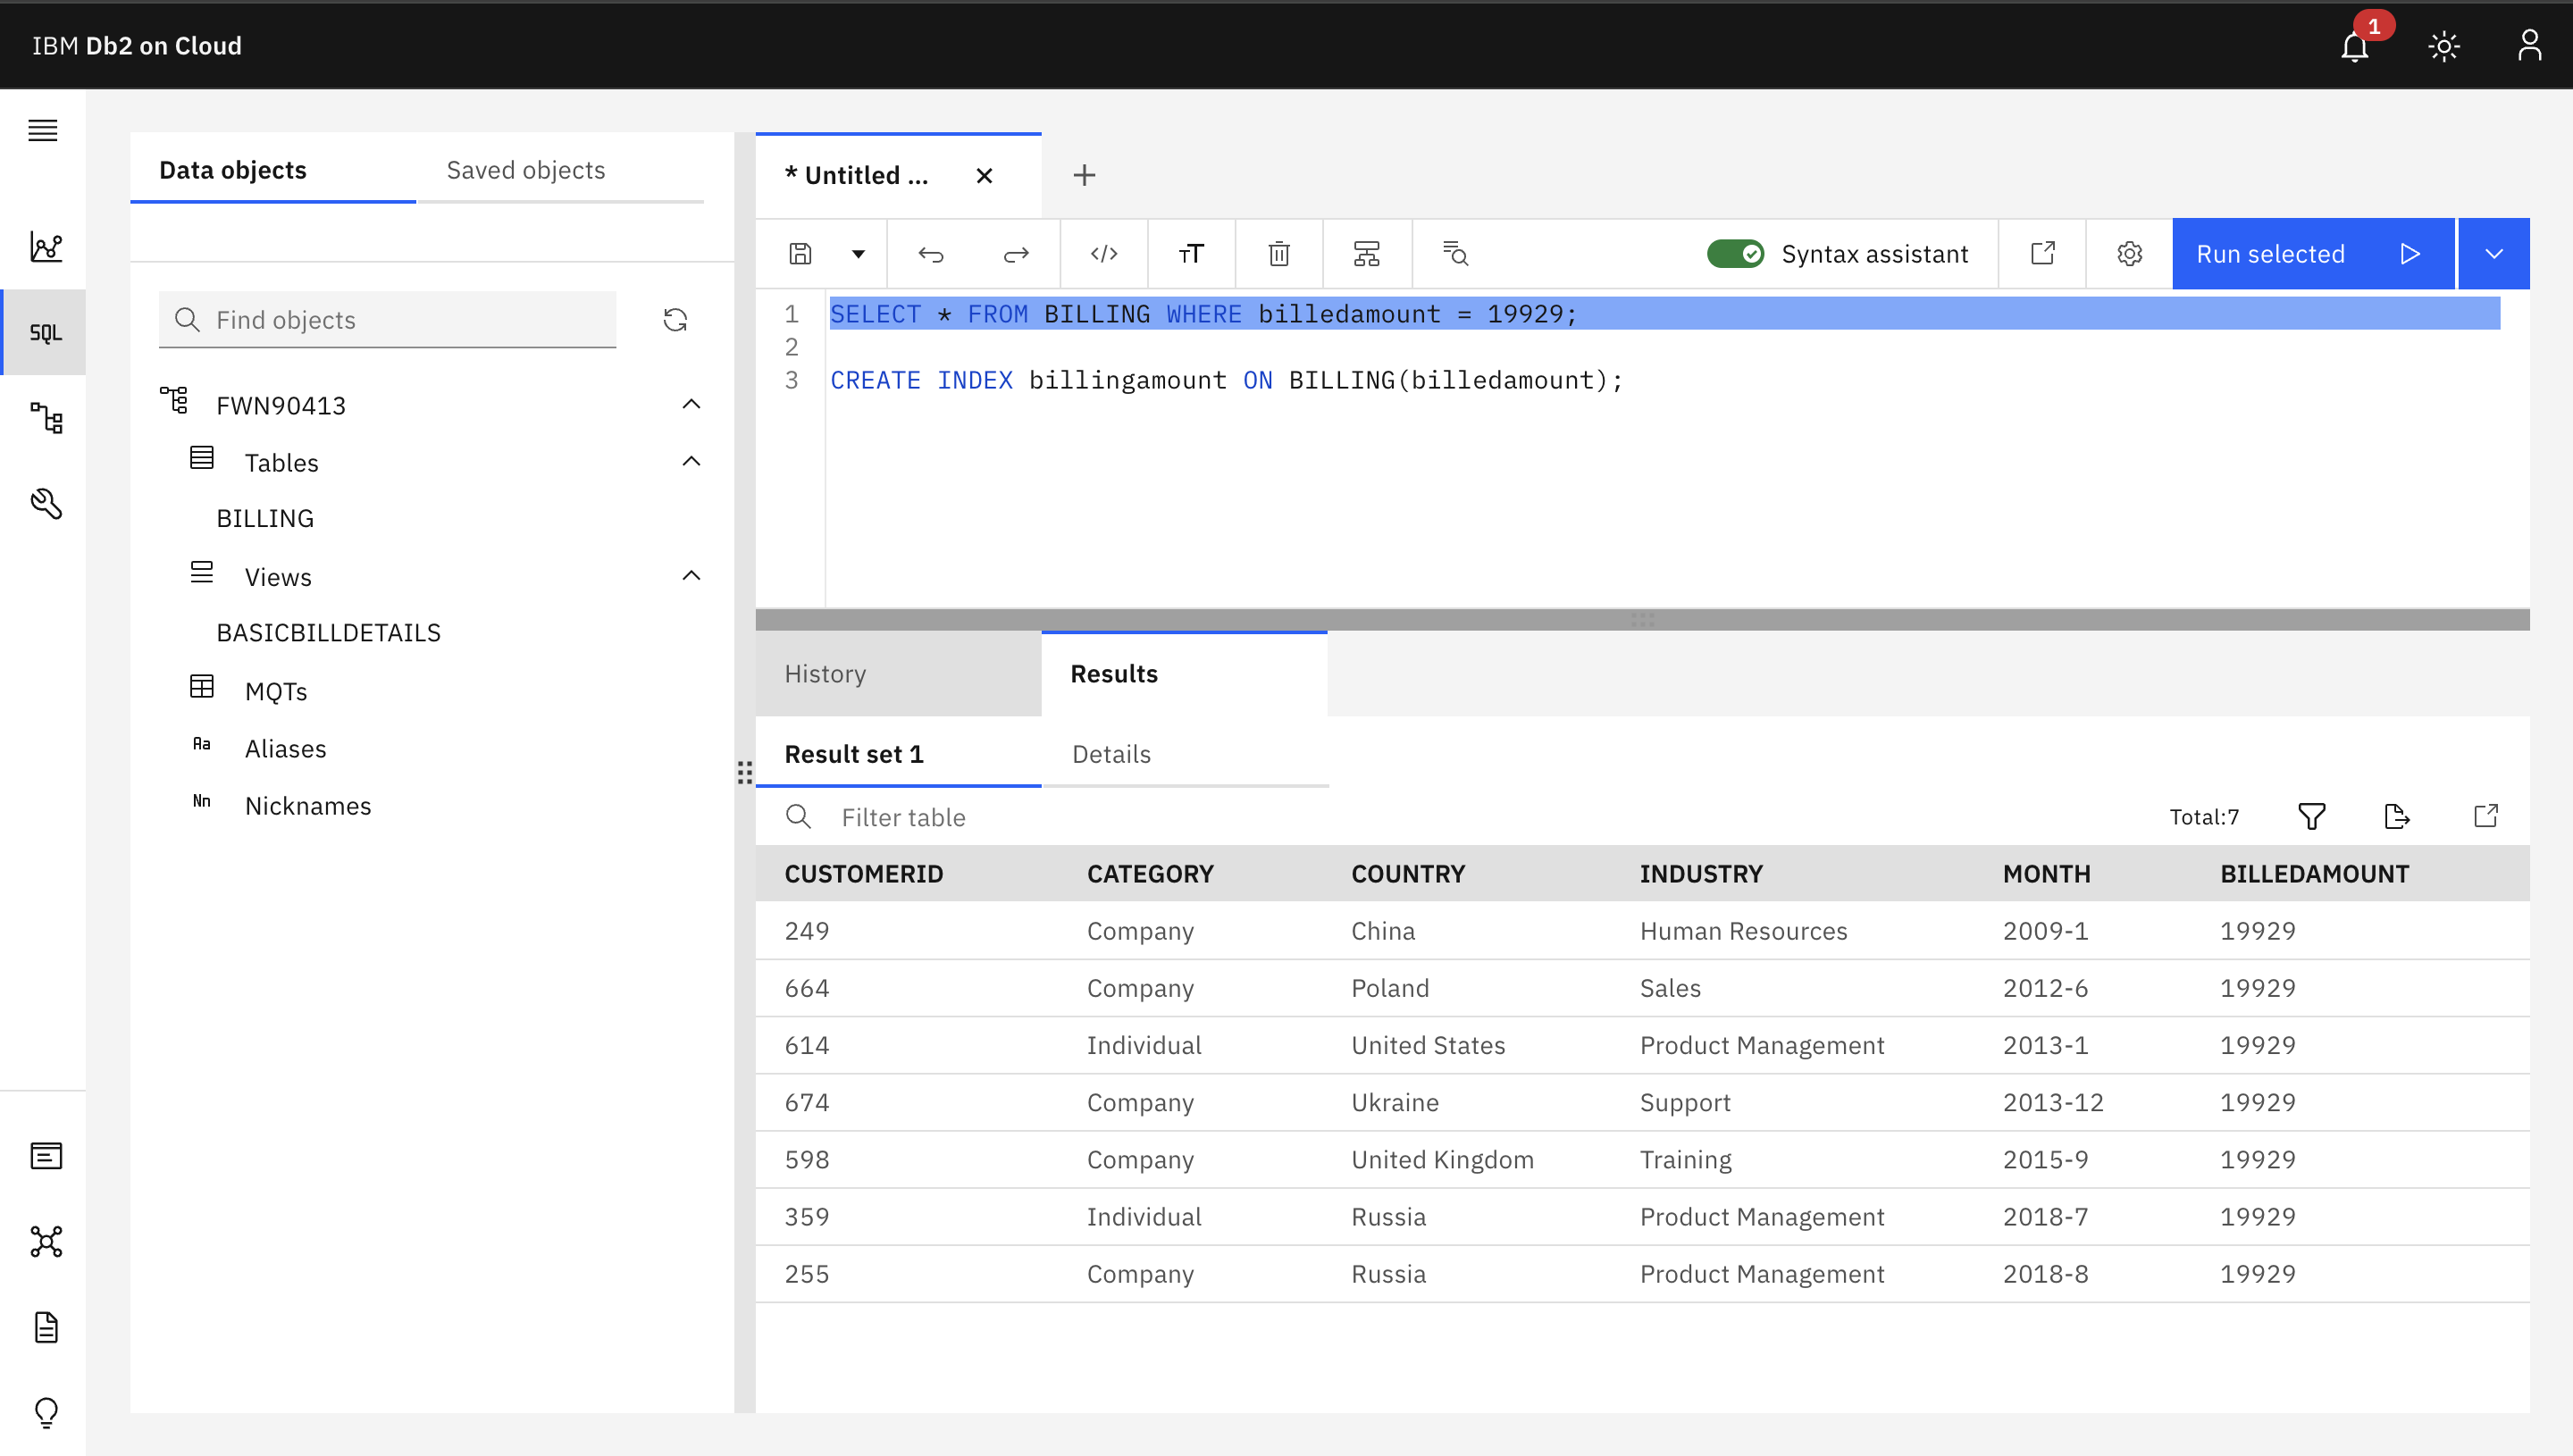 IBM Db2 on Cloud
1
SQL
Data objects
Saved objects
Find objects
FWN90413
Tables
BILLING
Views
BASICBILLDETAILS
MQTs
Aa Aliases
Nn Nicknames
* Untitled ...
Syntax assistant
Run selected
1 SELECT * FROM BILLING WHERE billedamount = 19929;
2
3 CREATE INDEX billingamount ON BILLING(billedamount);
History
Results
Result set 1
Details
Filter table
Total:7
CUSTOMERID CATEGORY COUNTRY INDUSTRY MONTH BILLEDAMOUNT
249 Company China Human Resources 2009-1 19929
664 Company Poland Sales 2012-6 19929
614 Individual United States Product Management 2013-1 19929
674 Company Ukraine Support 2013-12 19929
598 Company United Kingdom Training 2015-9 19929
359 Individual Russia Product Management 2018-7 19929
255 Company Russia Product Management 2018-8 19929